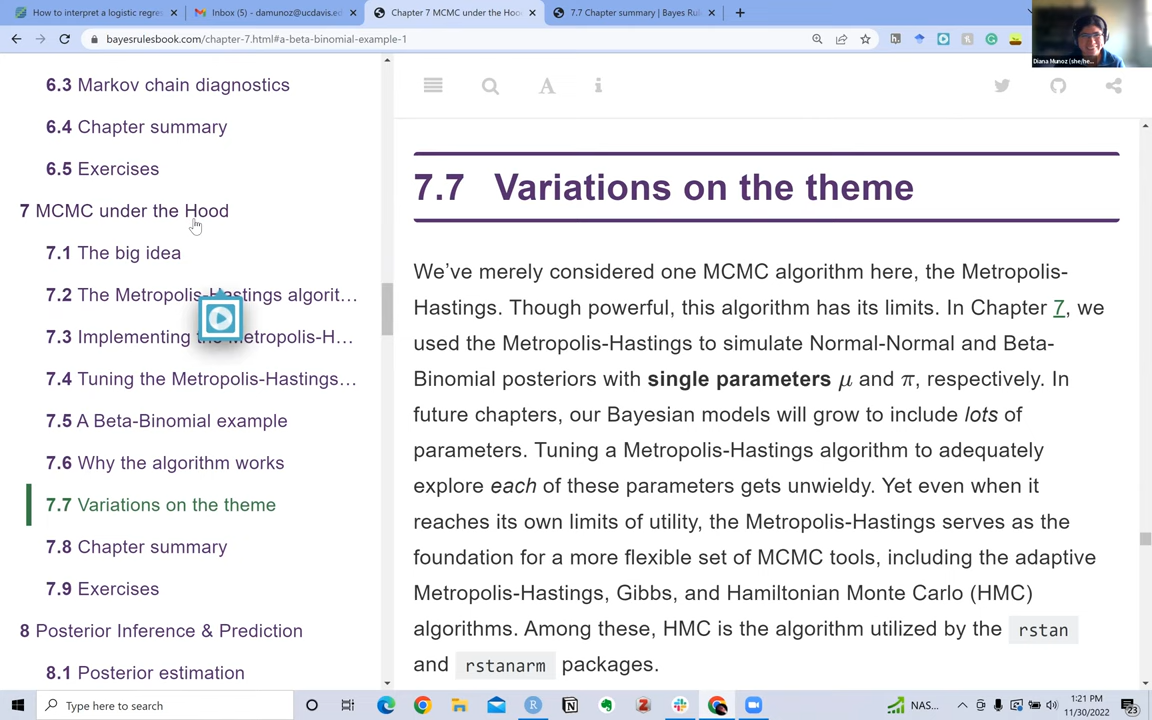 How to interpret a logistic regres
Inbox (5) - damunoz@ucdavis.ed
Chapter 7 MCMC under the Hoo
7.7 Chapter summary | Bayes Rul
bayesrulesbook.com/chapter-7.html#a-beta-binomial-example-1
Diana Munoz (she/he...
6.3 Markov chain diagnostics
6.4 Chapter summary
6.5 Exercises
7 MCMC under the Hood
7.1 The big idea
7.2 The Metropolis-Hastings algorit...
7.3 Implementing the Metropolis-H...
7.4 Tuning the Metropolis-Hastings...
7.5 A Beta-Binomial example
7.6 Why the algorithm works
7.7 Variations on the theme
7.8 Chapter summary
7.9 Exercises
8 Posterior Inference & Prediction
8.1 Posterior estimation
7.7 Variations on the theme
We've merely considered one MCMC algorithm here, the Metropolis-
Hastings. Though powerful, this algorithm has its limits. In Chapter 7, we
used the Metropolis-Hastings to simulate Normal-Normal and Beta-
Binomial posteriors with single parameters μ and π, respectively. In
future chapters, our Bayesian models will grow to include lots of
parameters. Tuning a Metropolis-Hastings algorithm to adequately
explore each of these parameters gets unwieldy. Yet even when it
reaches its own limits of utility, the Metropolis-Hastings serves as the
foundation for a more flexible set of MCMC tools, including the adaptive
Metropolis-Hastings, Gibbs, and Hamiltonian Monte Carlo (HMC)
algorithms. Among these, HMC is the algorithm utilized by the rstan
and rstanarm packages.
Type here to search
NAS...
1:21 PM
11/30/2022
23